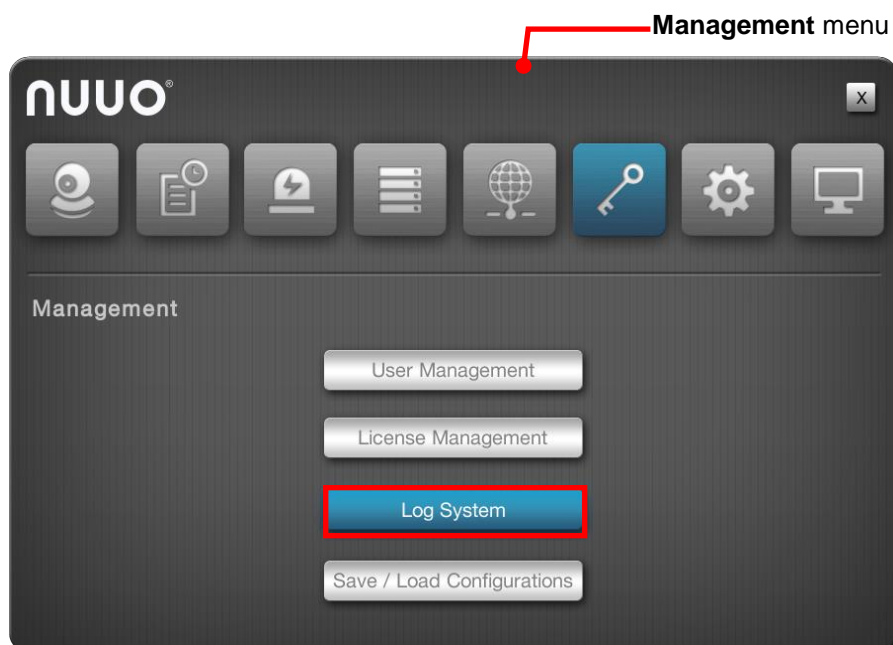 Management menu
nuuo®
X
Management
User Management
License Management
Log System
Save / Load Configurations